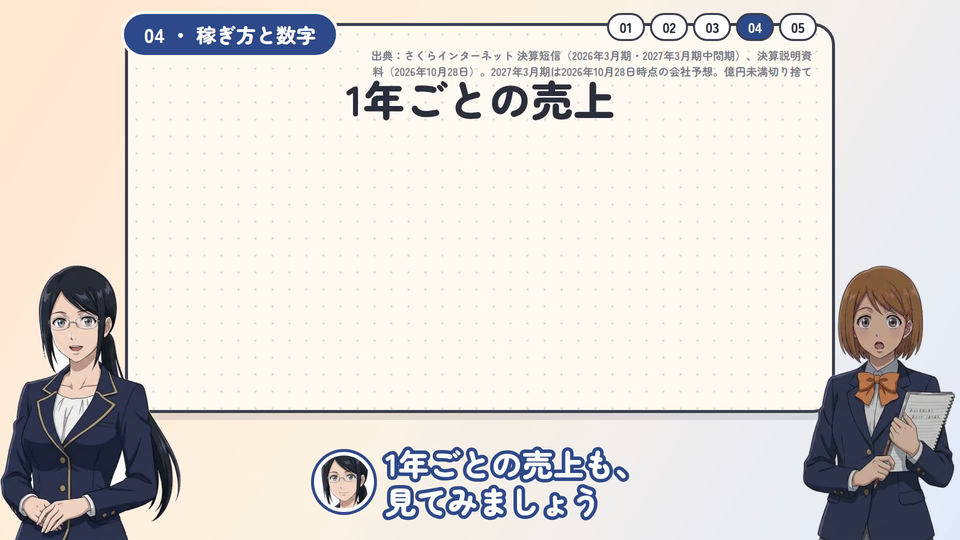 04 ・ 稼ぎ方と数字
01 02 03 04 05
出典：さくらインターネット 決算短信（2026年3月期・2027年3月期中間期）、決算説明資
料（2026年10月28日）。2027年3月期は2026年10月28日時点の会社予想。億円未満切り捨て
1年ごとの売上
1年ごとの売上も、
見てみましょう